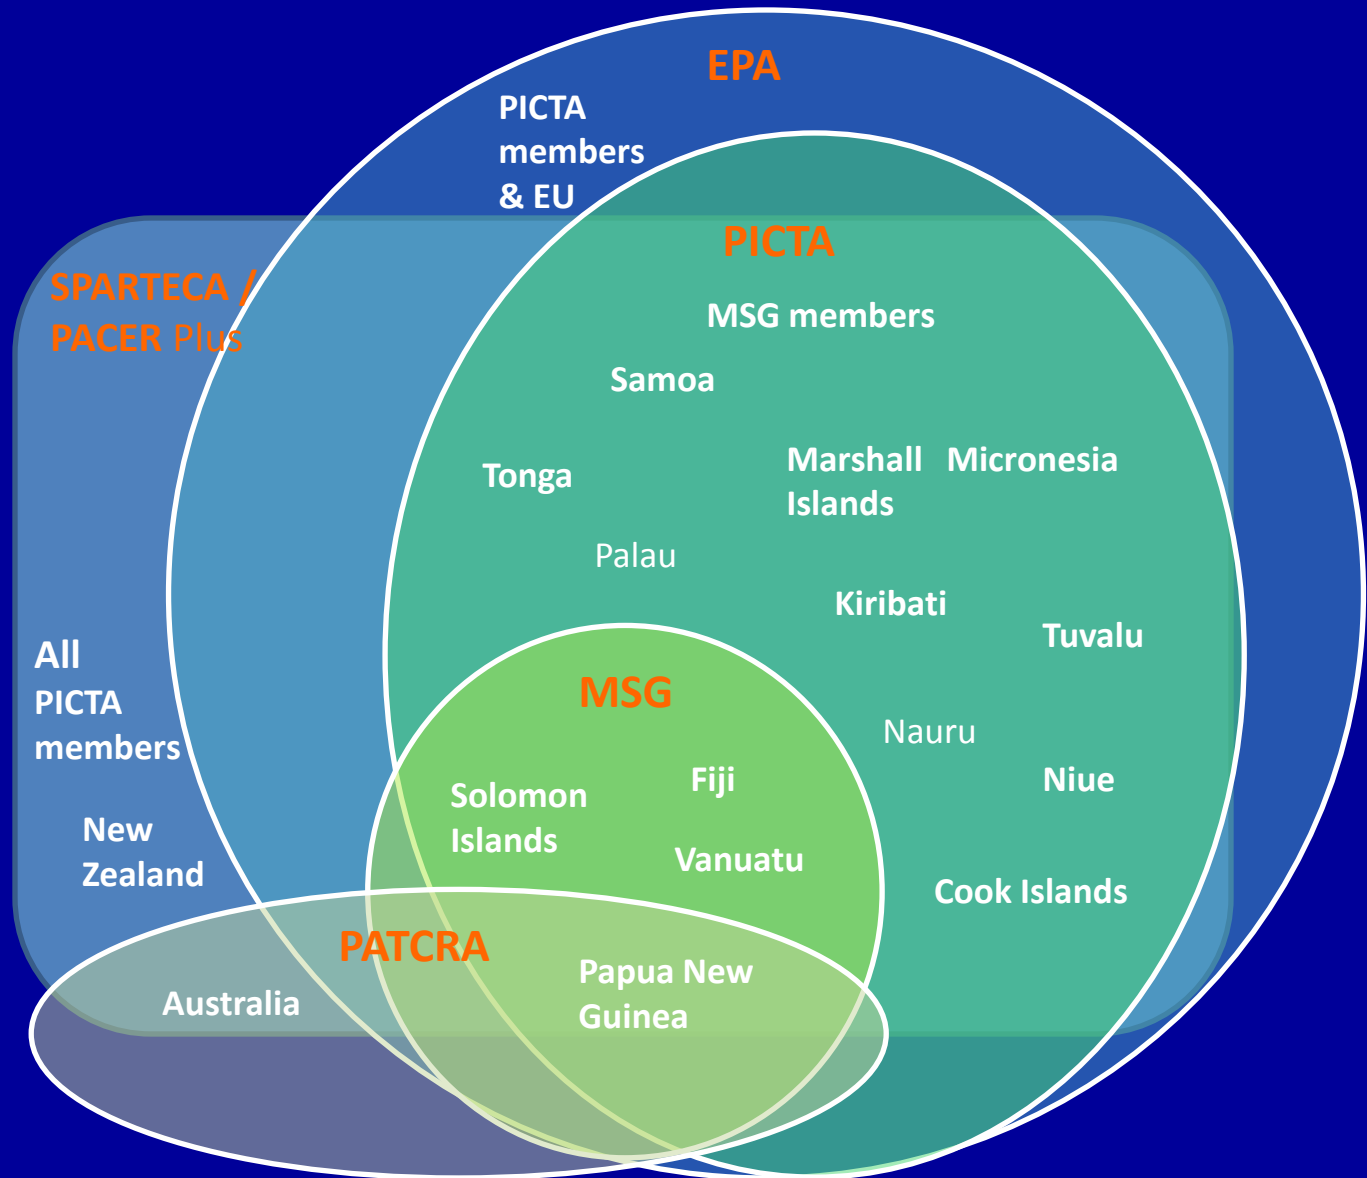 EPA
PICTA
members
& EU
PICTA
SPARTECA /
PACER Plus
MSG members
Samoa
Tonga
Marshall
Islands
Micronesia
Palau
Kiribati
Tuvalu
All
PICTA
members
MSG
Nauru
Fiji
Niue
Solomon
Islands
New
Zealand
Vanuatu
Cook Islands
PATCRA
Papua New
Guinea
Australia